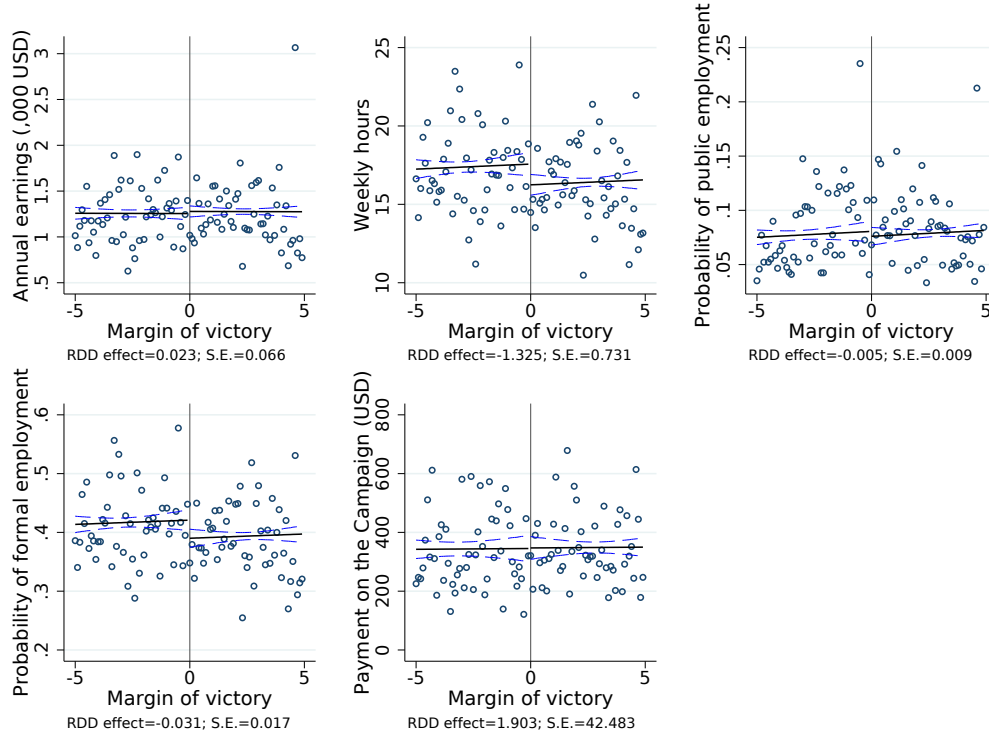 Annual earnings (,000 USD)
3
2.5
2
1.5
1
.5
-5 0 5
Margin of victory
RDD effect=0.023; S.E.=0.066
Weekly hours
25
20
15
10
-5 0 5
Margin of victory
RDD effect=-1.325; S.E.=0.731
Probability of public employment
.25
.2
.15
.1
.05
-5 0 5
Margin of victory
RDD effect=-0.005; S.E.=0.009
Probability of formal employment
.6
.5
.4
.3
.2
-5 0 5
Margin of victory
RDD effect=-0.031; S.E.=0.017
Payment on the Campaign (USD)
800
600
400
200
0
-5 0 5
Margin of victory
RDD effect=1.903; S.E.=42.483